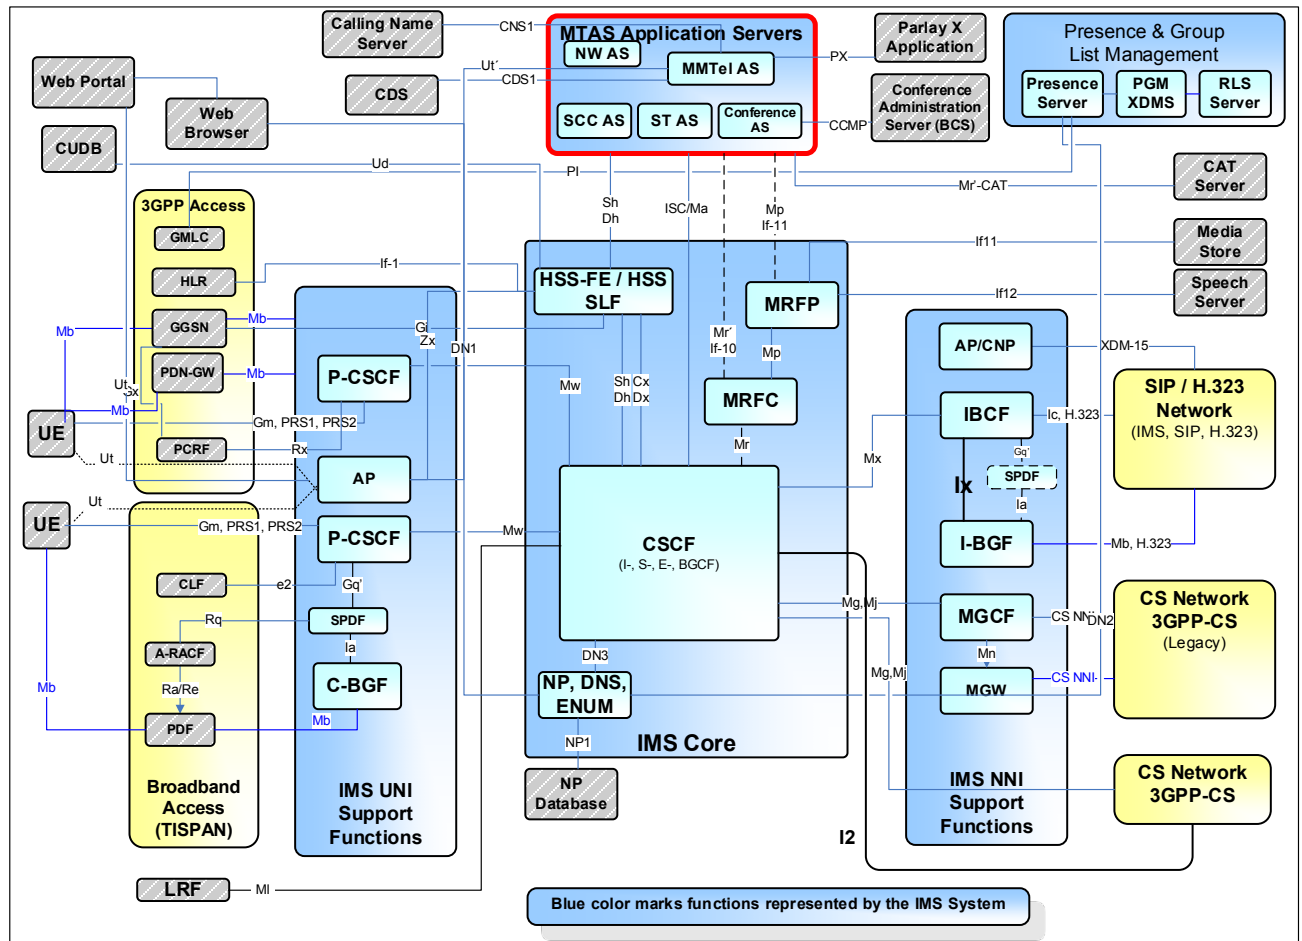 Calling Name
Server
CNS1
MTAS Application Servers
NW AS
MMTel AS
Ut´
CDS1
CDS
PX
Parlay X
Application
Presence & Group
List Management
Presence
Server
PGM
XDMS
RLS
Server
Web Portal
Web
Browser
SCC AS
ST AS
Conference
AS
CCMP
Conference
Administration
Server (BCS)
CUDB
Ud
PI
Mr'-CAT
CAT
Server
3GPP Access
GMLC
Sh
Dh
ISC/Ma
Mp
If-11
Media
Store
If11
HLR
If-1
HSS-FE / HSS
SLF
MRFP
If12
Speech
Server
Mb
GGSN
Mb
Gi
Zx
DN1
Mr´
If-10
Mp
AP/CNP
XDM-15
PDN-GW
Mb
P-CSCF
Mw
Sh
Dh
Cx
Dx
MRFC
SIP / H.323
Network
(IMS, SIP, H.323)
Ut
Gx
Mb
UE
Gm, PRS1, PRS2
IBCF
Ic, H.323
PCRF
Rx
Mr
Mx
Gq´
Ut
AP
SPDF
Ix
Ia
Ut
UE
Gm, PRS1, PRS2
P-CSCF
Mw
CSCF
(I-, S-, E-, BGCF)
I-BGF
Mb, H.323
CLF
e2
Gq'
Mg,Mj
MGCF
CS NNI
DN2
CS Network
3GPP-CS
(Legacy)
Rq
SPDF
A-RACF
Ia
Mn
DN3
Mg,Mj
Mb
Ra/Re
C-BGF
NP, DNS,
ENUM
MGW
CS NNI
PDF
Mb
NP1
IMS Core
Broadband
Access
(TISPAN)
IMS UNI
Support
Functions
NP
Database
IMS NNI
Support
Functions
CS Network
3GPP-CS
I2
LRF
Ml
Blue color marks functions represented by the IMS System